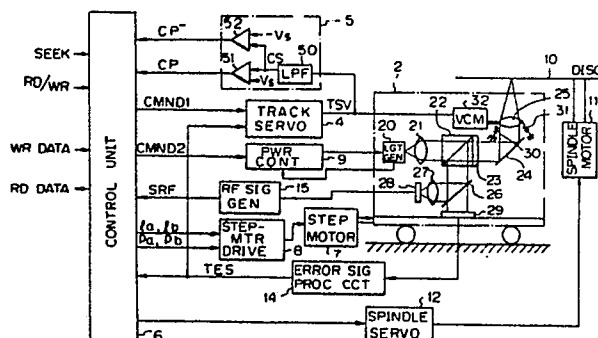 SEEK
RD/WR
WR DATA
RD DATA
CONTROL UNIT
6
CP⁻
CP
CMND1
CMND2
SRF
fa, fb
Pa, Pb
TES
5
52
-Vs
51
Vs
CS
50
LPF
TRACK SERVO
4
TSV
PWR CONT
9
RF SIG GEN
15
STEP-MTR DRIVE
8
STEP MOTOR
7
ERROR SIG PROC CCT
14
SPINDLE SERVO
12
2
VCM
32
20
LGT GEN
21
22
23
24
25
26
27
28
29
30
31
10
DISC
SPINDLE MOTOR
11